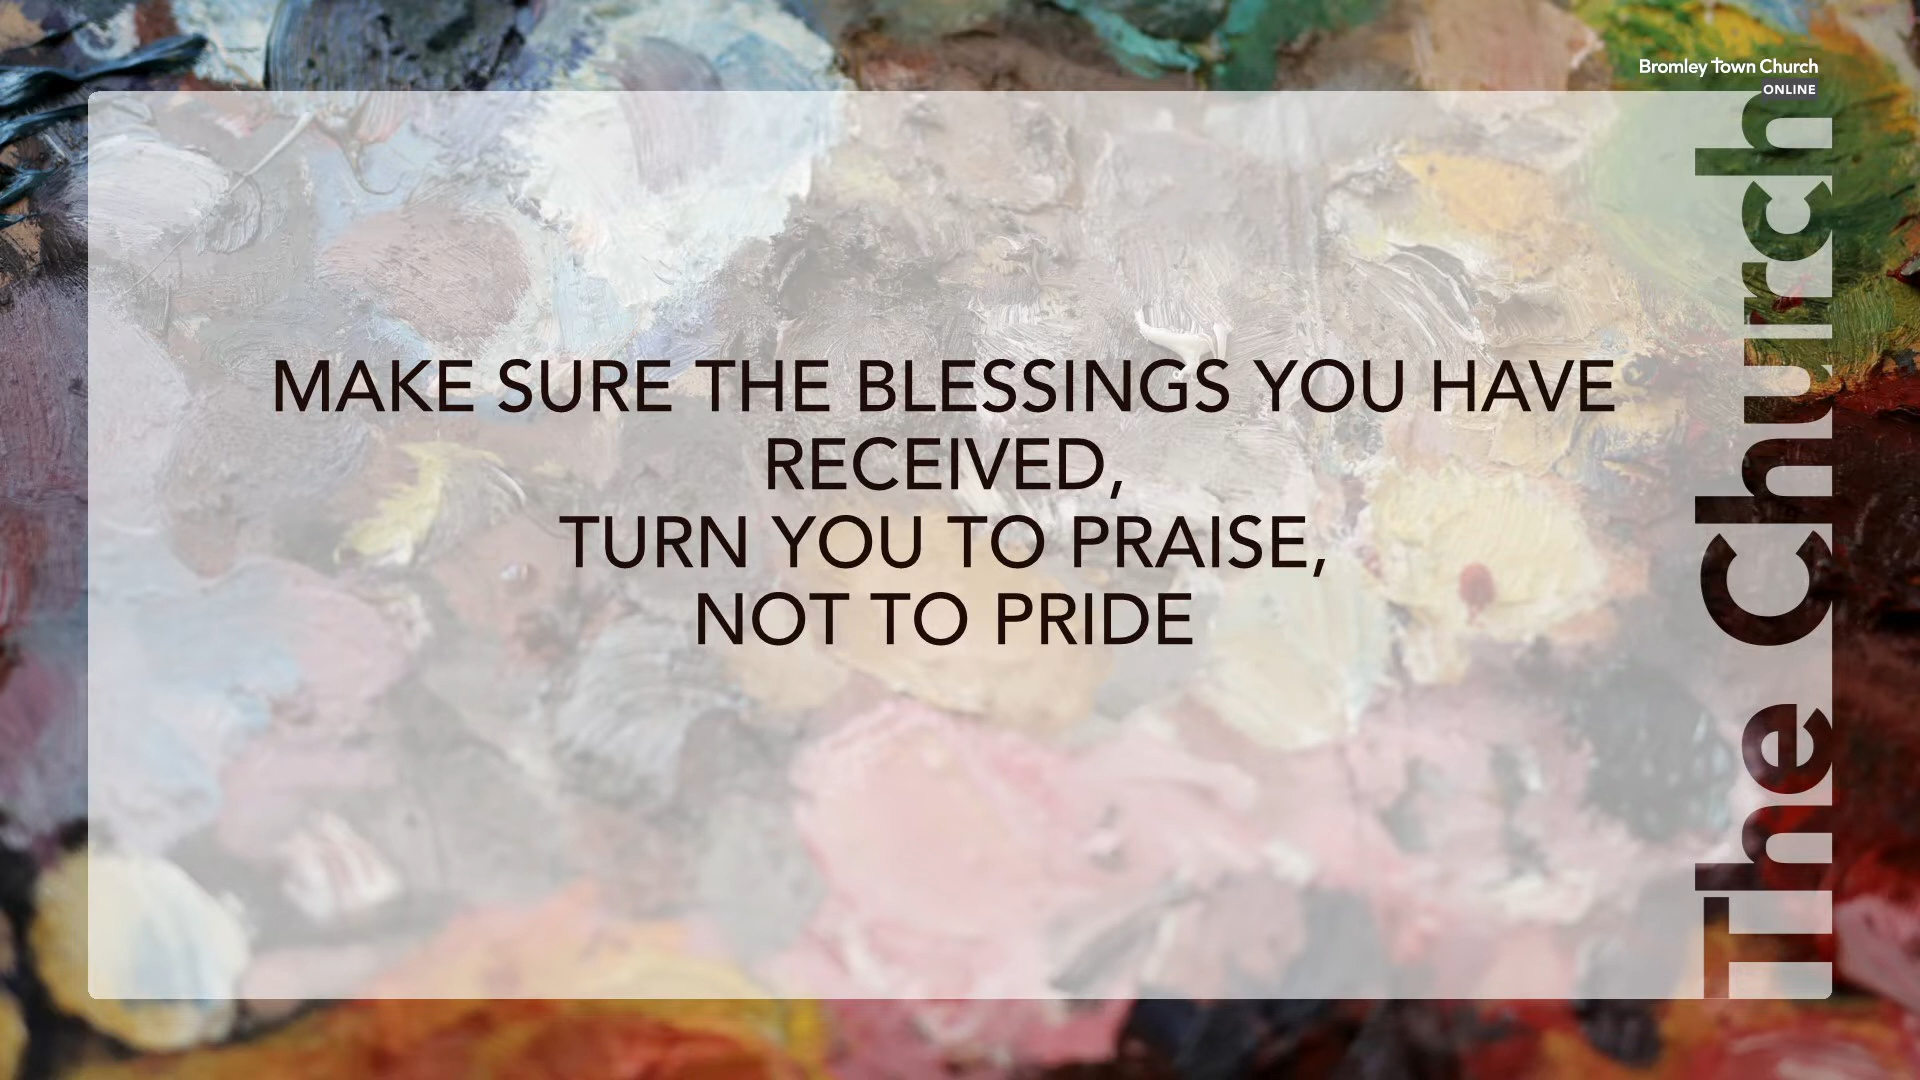 Bromley Town Church
ONLINE
MAKE SURE THE BLESSINGS YOU HAVE
RECEIVED,
TURN YOU TO PRAISE,
NOT TO PRIDE
The Church